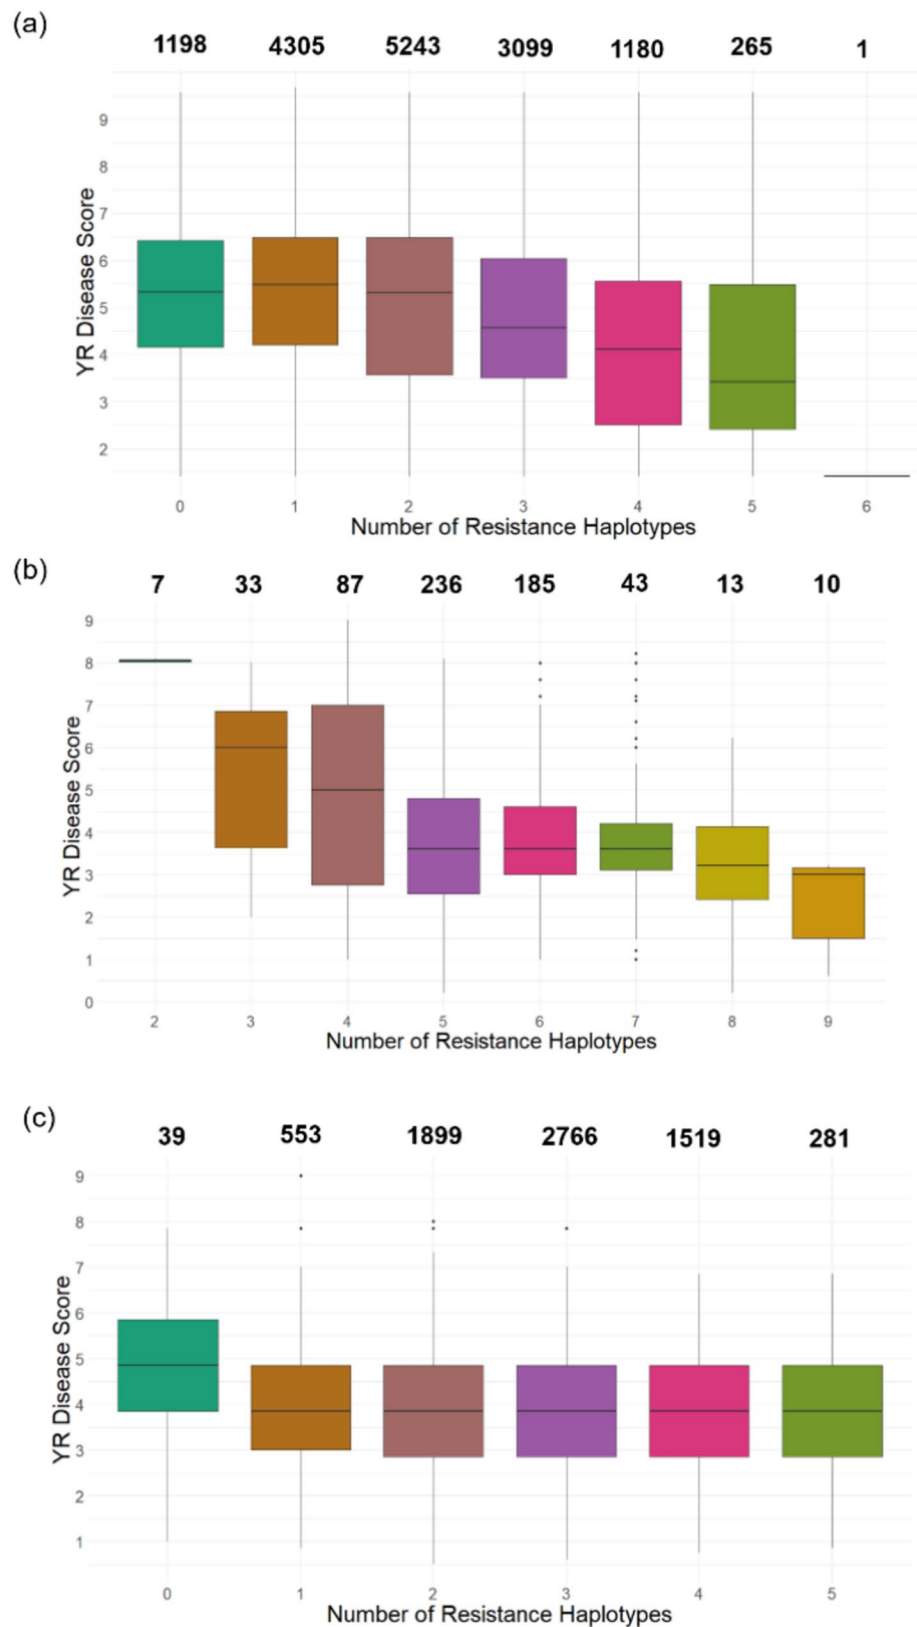 (a)
1198 4305 5243 3099 1180 265 1
9
8
7
6
5
4
3
2
YR Disease Score
0 1 2 3 4 5 6
Number of Resistance Haplotypes
(b)
7 33 87 236 185 43 13 10
9
8
7
6
5
4
3
2
1
0
YR Disease Score
2 3 4 5 6 7 8 9
Number of Resistance Haplotypes
(c)
39 553 1899 2766 1519 281
9
8
7
6
5
4
3
2
1
YR Disease Score
0 1 2 3 4 5
Number of Resistance Haplotypes